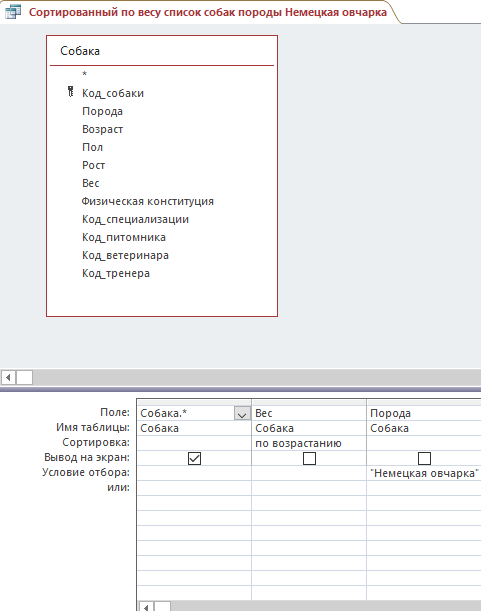 Сортированный по весу список собак породы Немецкая овчарка
Собака
*
Код_собаки
Порода
Возраст
Пол
Рост
Вес
Физическая конституция
Код_специализации
Код_питомника
Код_ветеринара
Код_тренера
Поле: Собака.* Вес Порода
Имя таблицы: Собака Собака Собака
Сортировка: по возрастанию
Вывод на экран:
Условие отбора: "Немецкая овчарка"
или: